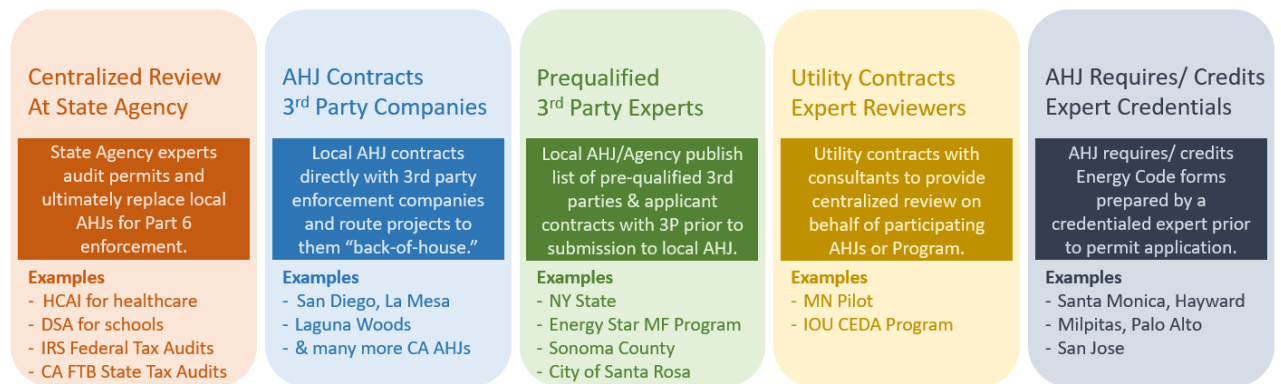 Centralized Review
At State Agency
State Agency experts
audit permits and
ultimately replace local
AHJs for Part 6
enforcement.
Examples
- HCAI for healthcare
- DSA for schools
- IRS Federal Tax Audits
- CA FTB State Tax Audits
AHJ Contracts
3rd Party Companies
Local AHJ contracts
directly with 3rd party
enforcement companies
and route projects to
them “back-of-house.”
Examples
- San Diego, La Mesa
- Laguna Woods
- & many more CA AHJs
Prequalified
3rd Party Experts
Local AHJ/Agency publish
list of pre-qualified 3rd
parties & applicant
contracts with 3P prior to
submission to local AHJ.
Examples
- NY State
- Energy Star MF Program
- Sonoma County
- City of Santa Rosa
Utility Contracts
Expert Reviewers
Utility contracts with
consultants to provide
centralized review on
behalf of participating
AHJs or Program.
Examples
- MN Pilot
- IOU CEDA Program
AHJ Requires/ Credits
Expert Credentials
AHJ requires/ credits
Energy Code forms
prepared by a
credentialed expert prior
to permit application.
Examples
- Santa Monica, Hayward
- Milpitas, Palo Alto
- San Jose